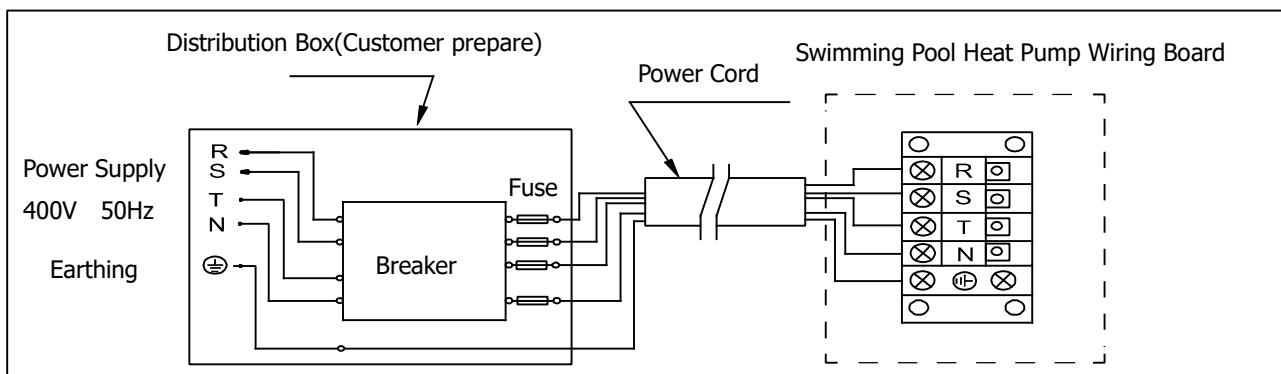 Distribution Box(Customer prepare)
Power Cord
Swimming Pool Heat Pump Wiring Board
Power Supply
400V 50Hz
Earthing
R
S
T
N
Fuse
Breaker
R
S
T
N